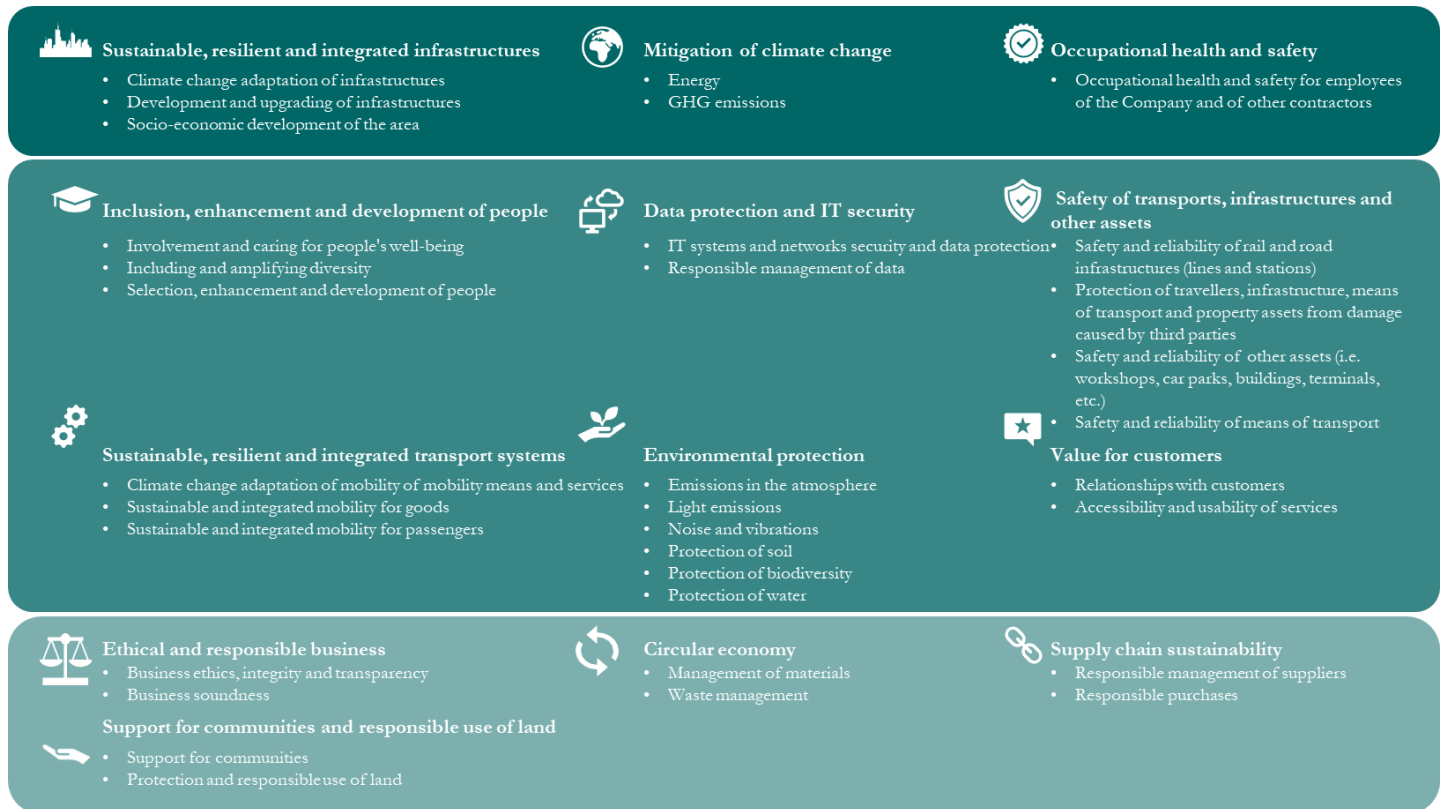 Sustainable, resilient and integrated infrastructures
• Climate change adaptation of infrastructures
• Development and upgrading of infrastructures
• Socio-economic development of the area
Mitigation of climate change
• Energy
• GHG emissions
Occupational health and safety
• Occupational health and safety for employees
of the Company and of other contractors
Inclusion, enhancement and development of people
• Involvement and caring for people's well-being
• Including and amplifying diversity
• Selection, enhancement and development of people
Data protection and IT security
• IT systems and networks security and data protection
• Responsible management of data
Safety of transports, infrastructures and
other assets
• Safety and reliability of rail and road
infrastructures (lines and stations)
• Protection of travellers, infrastructure, means
of transport and property assets from damage
caused by third parties
• Safety and reliability of other assets (i.e.
workshops, car parks, buildings, terminals,
etc.)
• Safety and reliability of means of transport
Sustainable, resilient and integrated transport systems
• Climate change adaptation of mobility of mobility means and services
• Sustainable and integrated mobility for goods
• Sustainable and integrated mobility for passengers
Environmental protection
• Emissions in the atmosphere
• Light emissions
• Noise and vibrations
• Protection of soil
• Protection of biodiversity
• Protection of water
Value for customers
• Relationships with customers
• Accessibility and usability of services
Ethical and responsible business
• Business ethics, integrity and transparency
• Business soundness
Circular economy
• Management of materials
• Waste management
Supply chain sustainability
• Responsible management of suppliers
• Responsible purchases
Support for communities and responsible use of land
• Support for communities
• Protection and responsible use of land